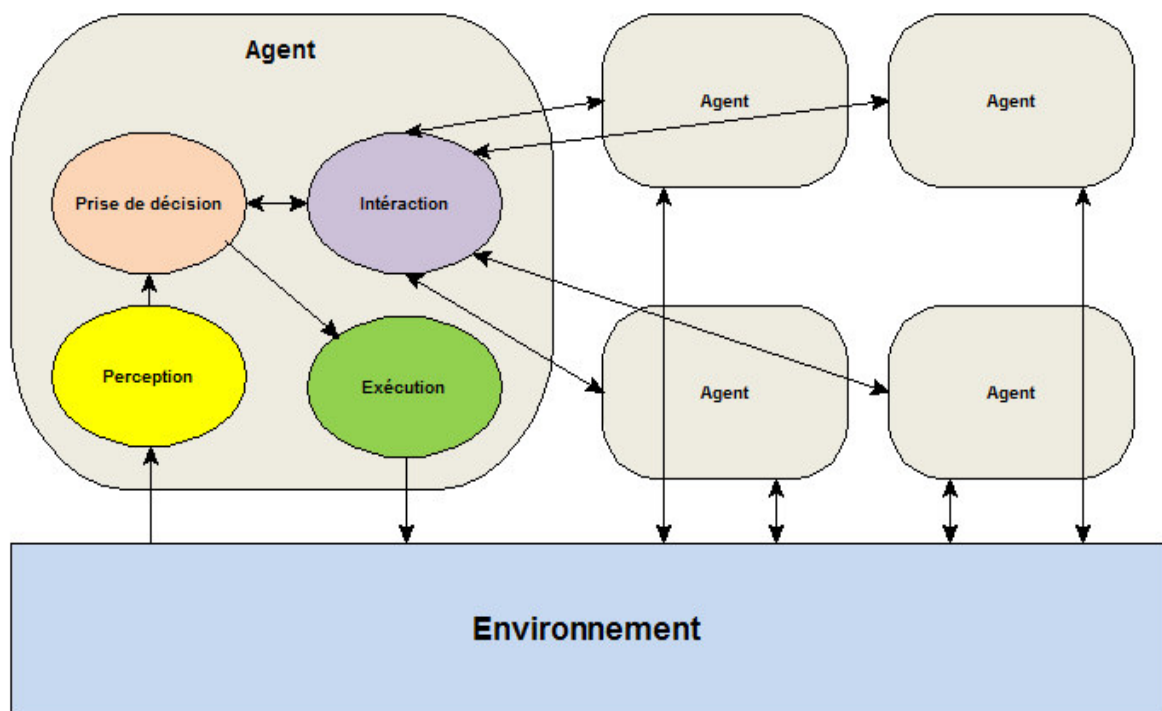 Agent
Agent
Agent
Prise de décision
Intéraction
Perception
Exécution
Agent
Agent
Environnement